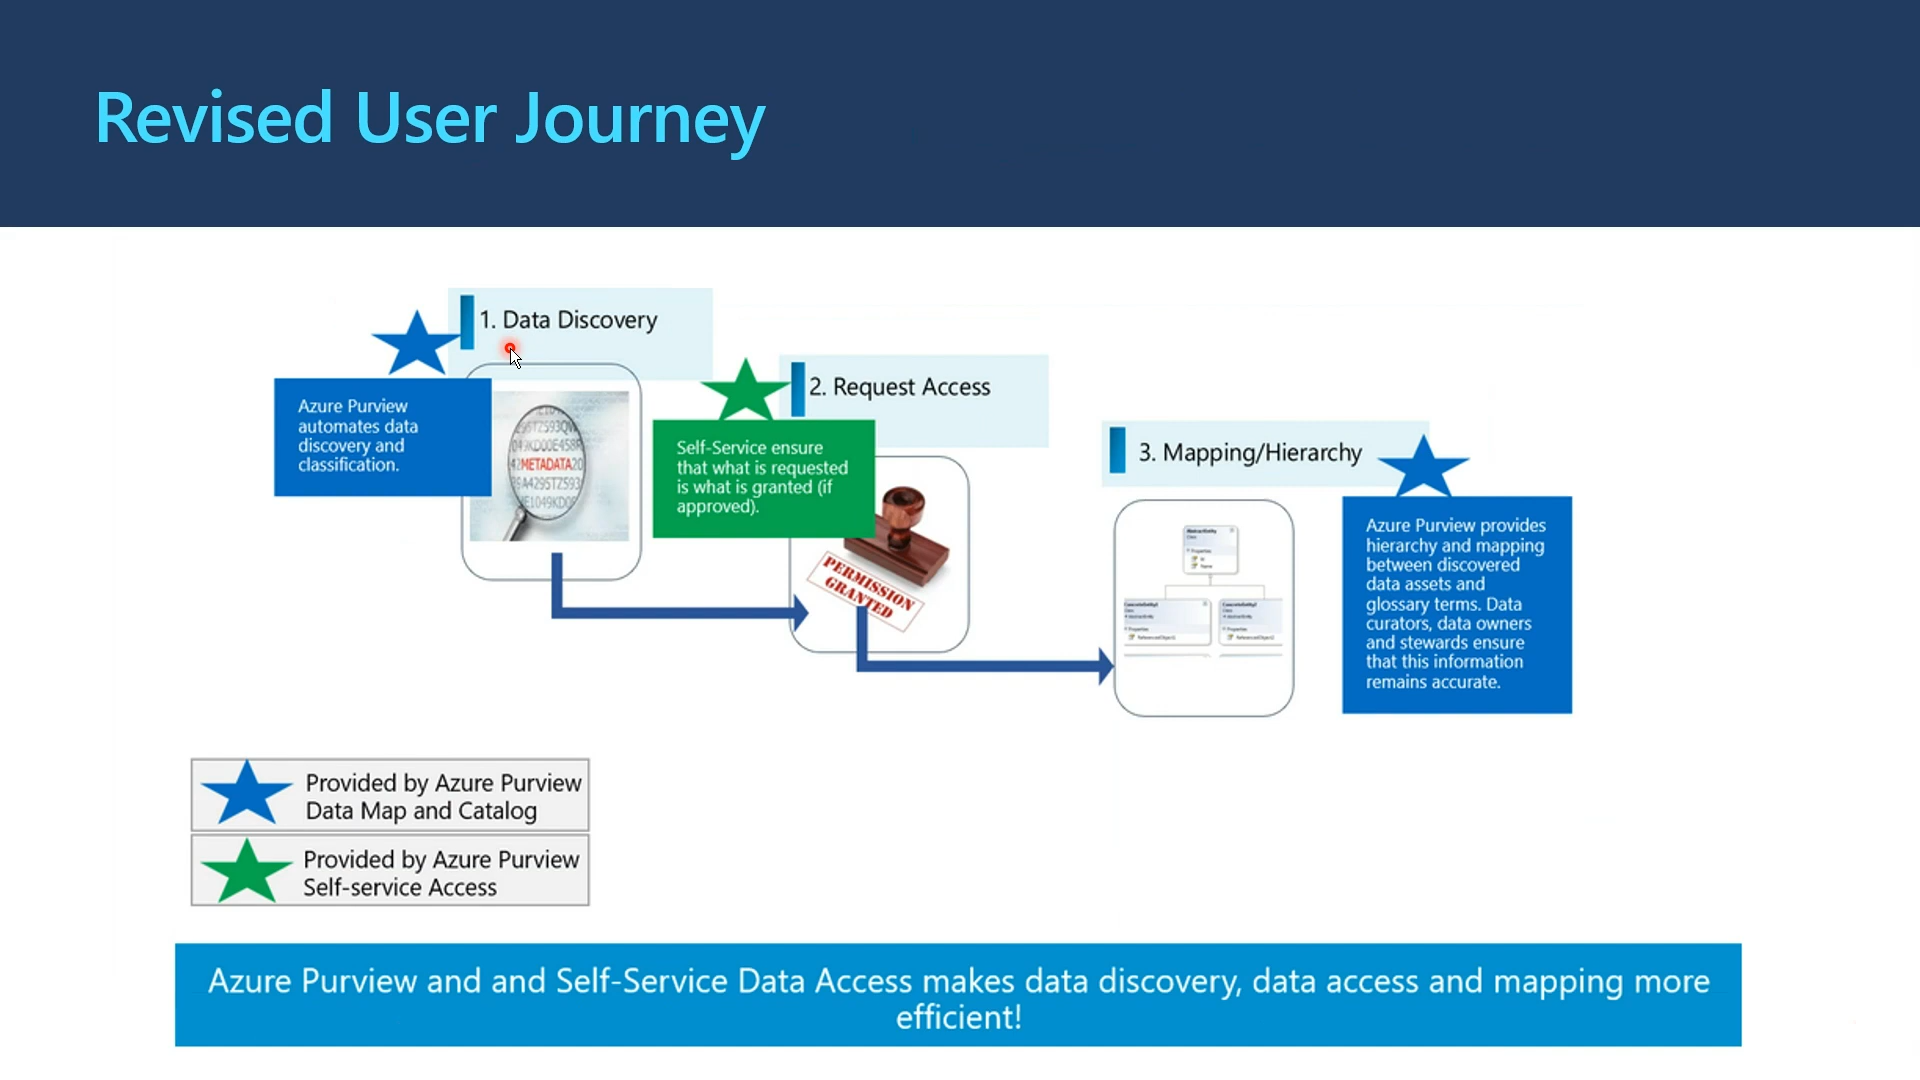 Revised User Journey
1. Data Discovery
Azure Purview
automates data
discovery and
classification.
METADATA
2. Request Access
Self-Service ensure
that what is requested
is what is granted (if
approved).
PERMISSION
GRANTED
3. Mapping/Hierarchy
Azure Purview provides
hierarchy and mapping
between discovered
data assets and
glossary terms. Data
curators, data owners
and stewards ensure
that this information
remains accurate.
Provided by Azure Purview
Data Map and Catalog
Provided by Azure Purview
Self-service Access
Azure Purview and and Self-Service Data Access makes data discovery, data access and mapping more
efficient!